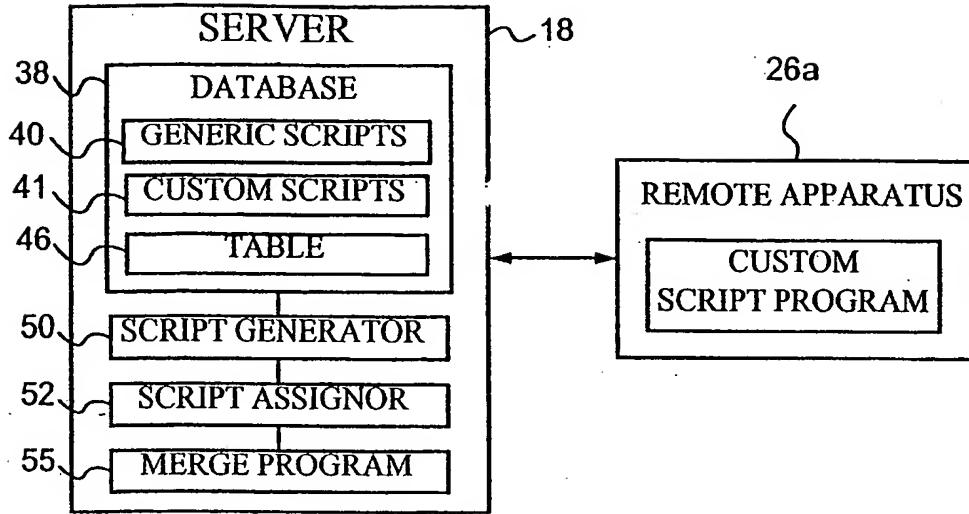 SERVER
18
38
DATABASE
40
GENERIC SCRIPTS
41
CUSTOM SCRIPTS
46
TABLE
50
SCRIPT GENERATOR
52
SCRIPT ASSIGNOR
55
MERGE PROGRAM
26a
REMOTE APPARATUS
CUSTOM
SCRIPT PROGRAM